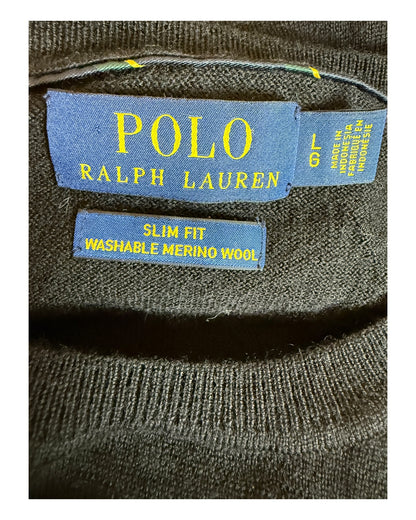 POLO
RALPH LAUREN
L
G
MADE IN
INDONESIA
FABRIQUÉ EN
INDONÉSIE
SLIM FIT
WASHABLE MERINO WOOL